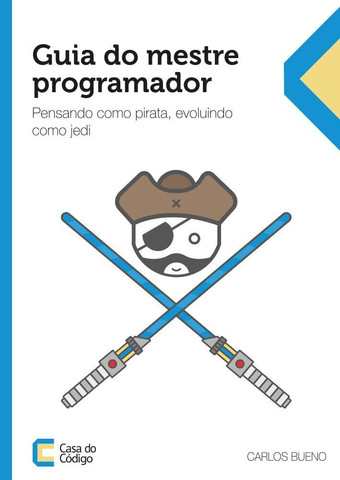 Guia do mestre
programador
Pensando como pirata, evoluindo
como jedi
Casa do
Código
CARLOS BUENO